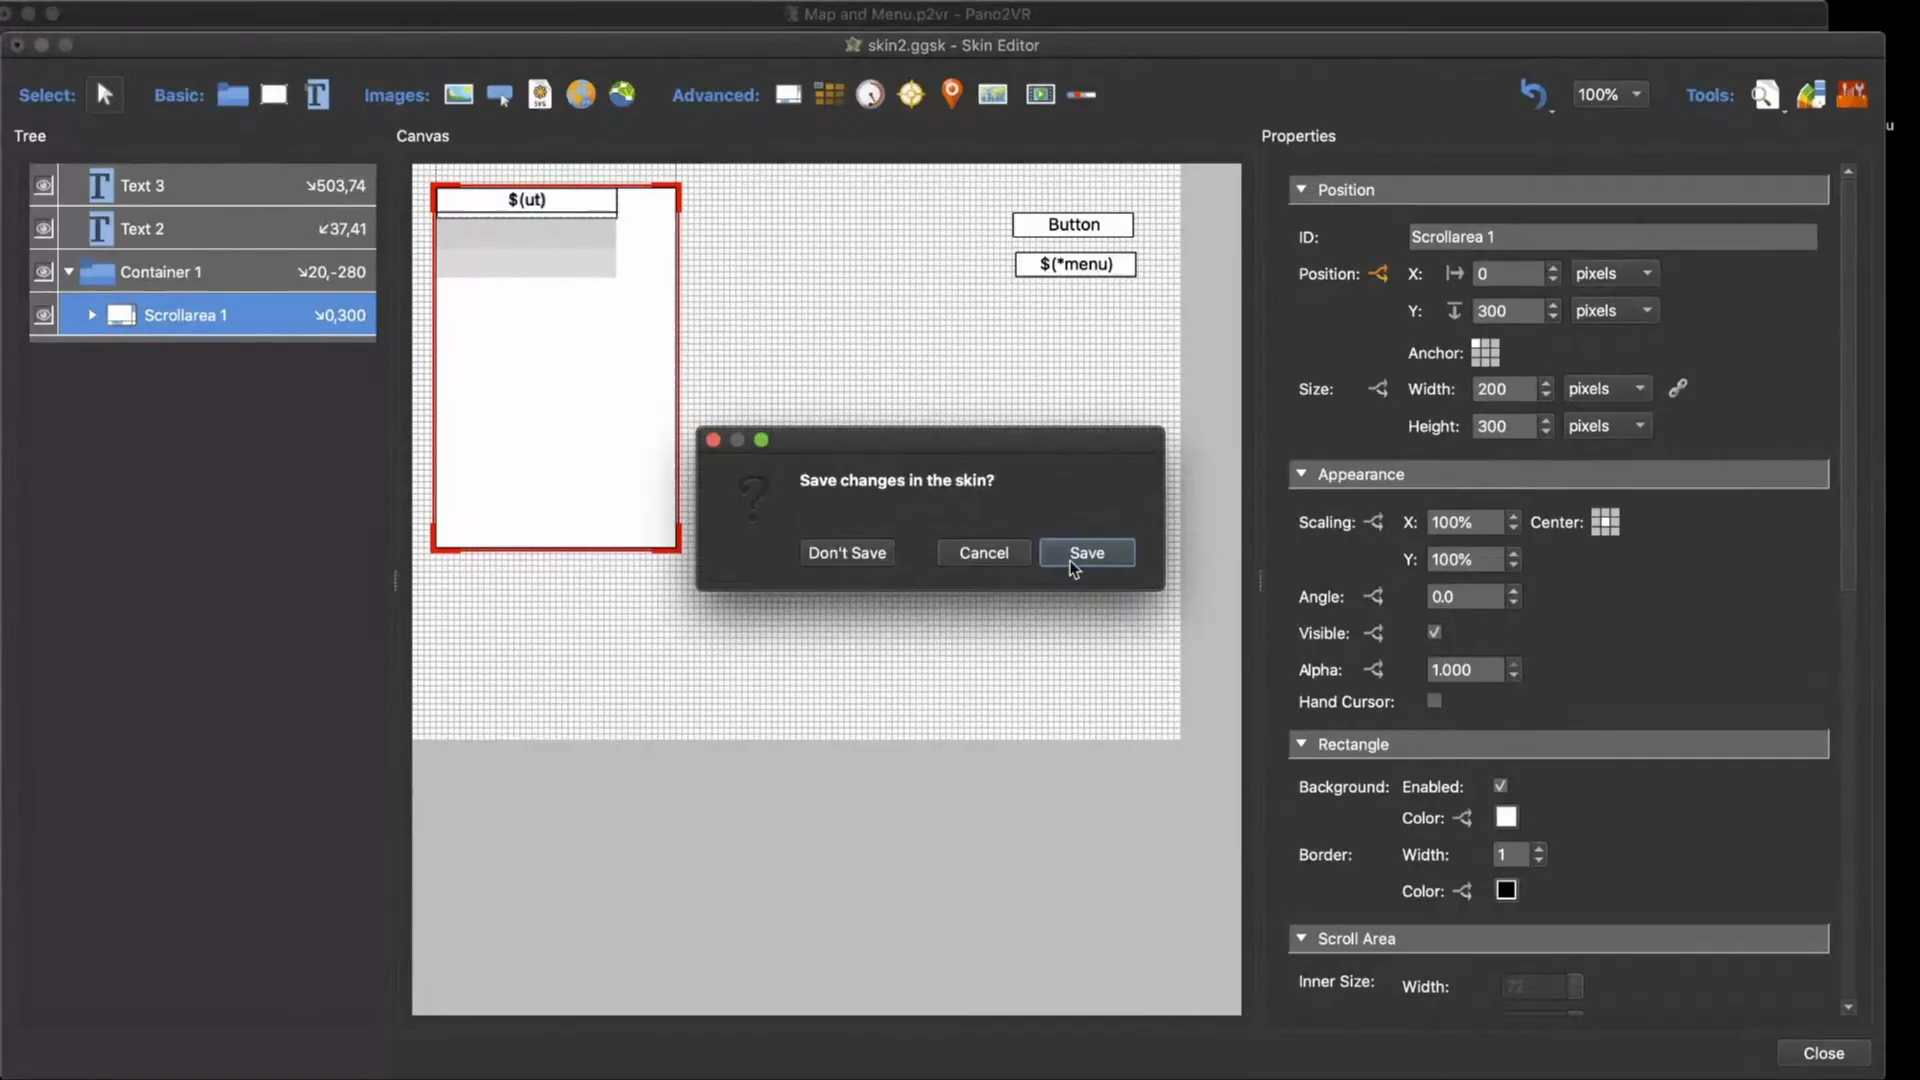 Map and Menu.p2vr - Pano2VR
skin2.ggsk - Skin Editor
Select: Basic: Images: Advanced: 100% Tools:
Tree
Canvas
Properties
Text 3 ↘503,74
Text 2 ↙37,41
Container 1 ↘20,-280
Scrollarea 1 ↘0,300
$(ut)
Button
$(*menu)
Save changes in the skin?
Don't Save Cancel Save
Position
ID: Scrollarea 1
Position: X: 0 pixels
Y: 300 pixels
Anchor:
Size: Width: 200 pixels
Height: 300 pixels
Appearance
Scaling: X: 100% Center:
Y: 100%
Angle: 0.0
Visible:
Alpha: 1.000
Hand Cursor:
Rectangle
Background: Enabled:
Color:
Border: Width: 1
Color:
Scroll Area
Inner Size: Width: 72
Close
u